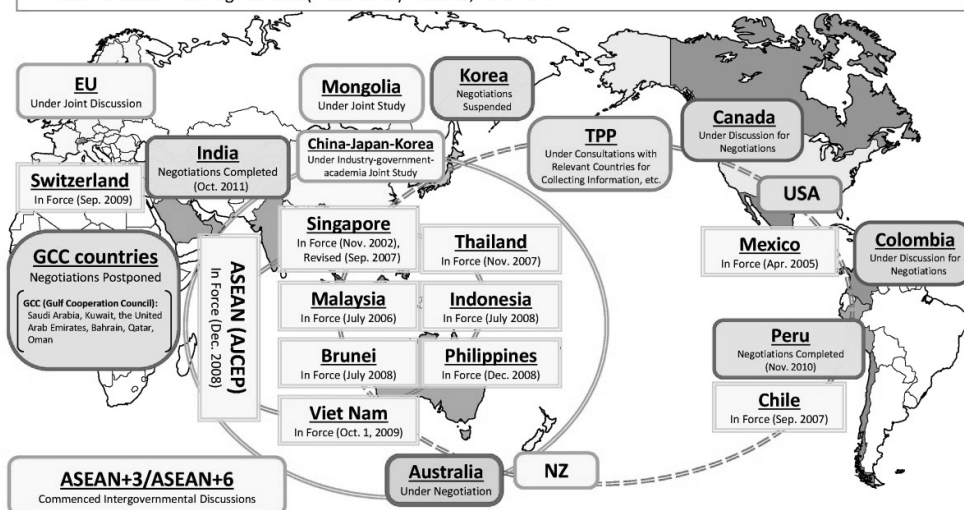 EU
Under Joint Discussion
Mongolia
Under Joint Study
Korea
Negotiations
Suspended
China-Japan-Korea
Under Industry-government-
academia Joint Study
TPP
Under Consultations with
Relevant Countries for
Collecting Information, etc.
Canada
Under Discussion for
Negotiations
India
Negotiations Completed
(Oct. 2011)
Switzerland
In Force (Sep. 2009)
USA
Singapore
In Force (Nov. 2002),
Revised (Sep. 2007)
Thailand
In Force (Nov. 2007)
Mexico
In Force (Apr. 2005)
Colombia
Under Discussion for
Negotiations
GCC countries
Negotiations Postponed
GCC (Gulf Cooperation Council):
Saudi Arabia, Kuwait, the United
Arab Emirates, Bahrain, Qatar,
Oman
ASEAN (AJCEP)
In Force (Dec. 2008)
Malaysia
In Force (July 2006)
Indonesia
In Force (July 2008)
Brunei
In Force (July 2008)
Philippines
In Force (Dec. 2008)
Peru
Negotiations Completed
(Nov. 2010)
Viet Nam
In Force (Oct. 1, 2009)
Chile
In Force (Sep. 2007)
ASEAN+3/ASEAN+6
Commenced Intergovernmental Discussions
Australia
Under Negotiation
NZ